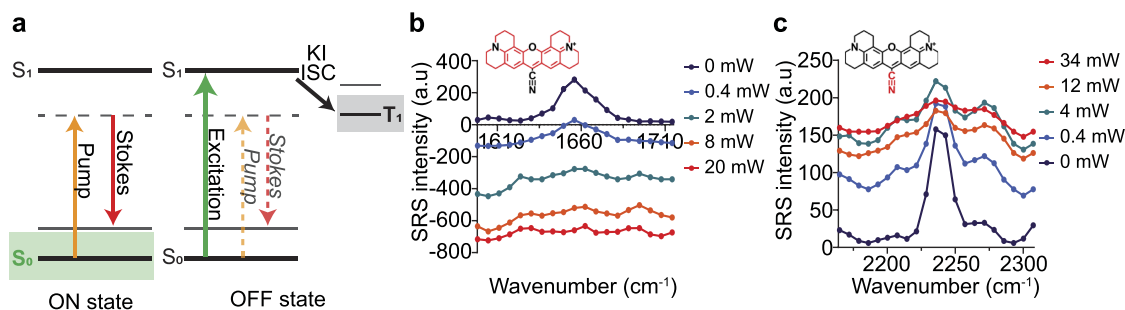 a
S₁
S₁
KI
ISC
T₁
Pump
Stokes
Excitation
Pump
Stokes
S₀
S₀
ON state
OFF state
b
N
O
N⁺
C
N
SRS intensity (a.u)
400
200
0
-200
-400
-600
-800
1610
1660
1710
Wavenumber (cm⁻¹)
0 mW
0.4 mW
2 mW
8 mW
20 mW
c
N
O
N⁺
C
N
SRS intensity (a.u)
250
200
150
100
50
0
2200
2250
2300
Wavenumber (cm⁻¹)
34 mW
12 mW
4 mW
0.4 mW
0 mW